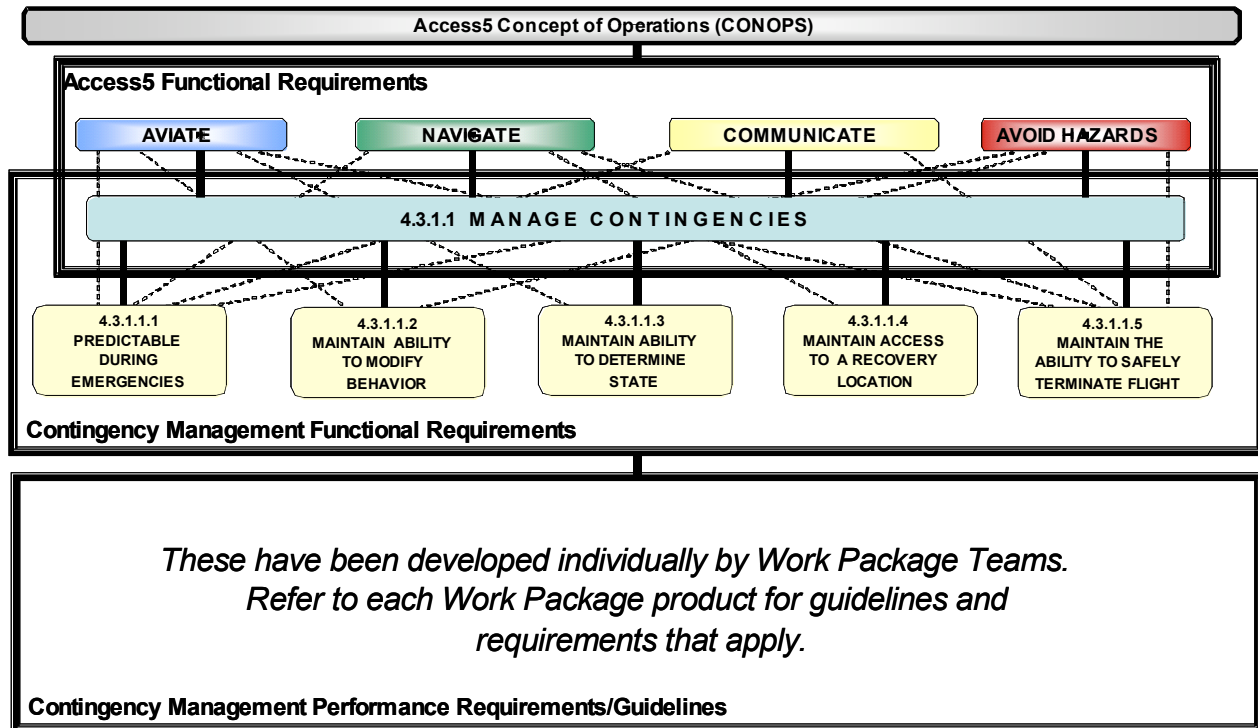 Access5 Concept of Operations (CONOPS)
Access5 Functional Requirements
AVIATE
NAVIGATE
COMMUNICATE
AVOID HAZARDS
4.3.1.1 MANAGE CONTINGENCIES
4.3.1.1.1
PREDICTABLE
DURING
EMERGENCIES
4.3.1.1.2
MAINTAIN ABILITY
TO MODIFY
BEHAVIOR
4.3.1.1.3
MAINTAIN ABILITY
TO DETERMINE
STATE
4.3.1.1.4
MAINTAIN ACCESS
TO A RECOVERY
LOCATION
4.3.1.1.5
MAINTAIN THE
ABILITY TO SAFELY
TERMINATE FLIGHT
Contingency Management Functional Requirements
These have been developed individually by Work Package Teams.
Refer to each Work Package product for guidelines and
requirements that apply.
Contingency Management Performance Requirements/Guidelines